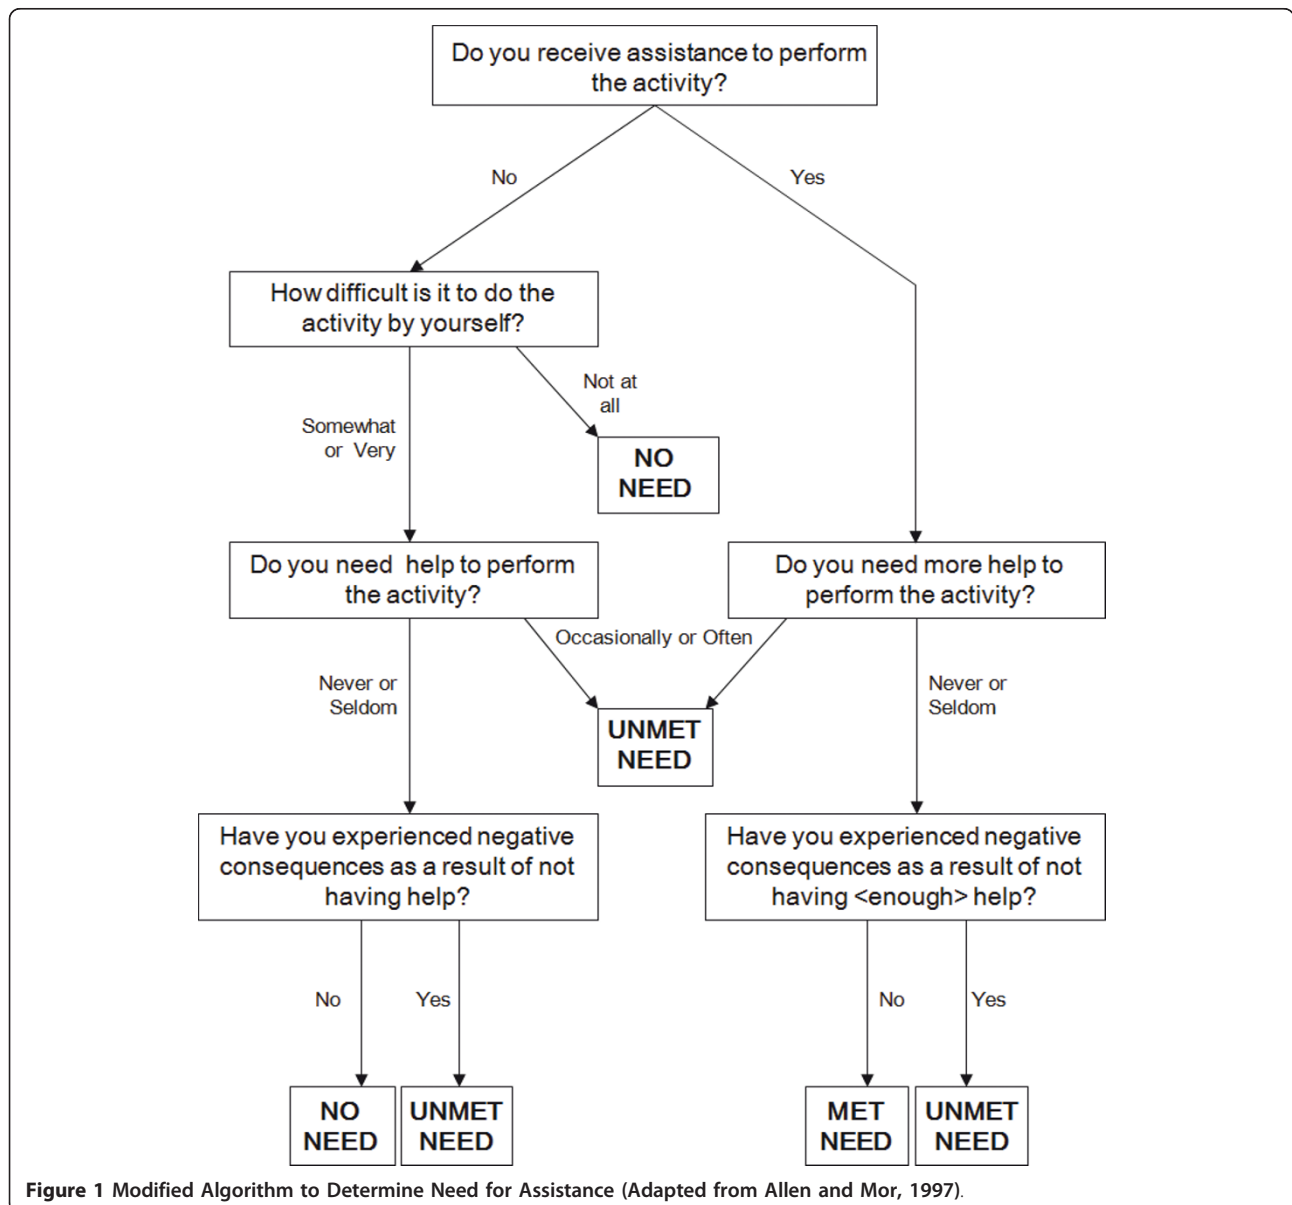 Do you receive assistance to perform
the activity?
No
Yes
How difficult is it to do the
activity by yourself?
Not at
all
Somewhat
or Very
NO
NEED
Do you need help to perform
the activity?
Do you need more help to
perform the activity?
Occasionally or Often
Never or
Seldom
Never or
Seldom
UNMET
NEED
Have you experienced negative
consequences as a result of not
having help?
Have you experienced negative
consequences as a result of not
having <enough> help?
No
Yes
No
Yes
NO
NEED
UNMET
NEED
MET
NEED
UNMET
NEED
Figure 1 Modified Algorithm to Determine Need for Assistance (Adapted from Allen and Mor, 1997).